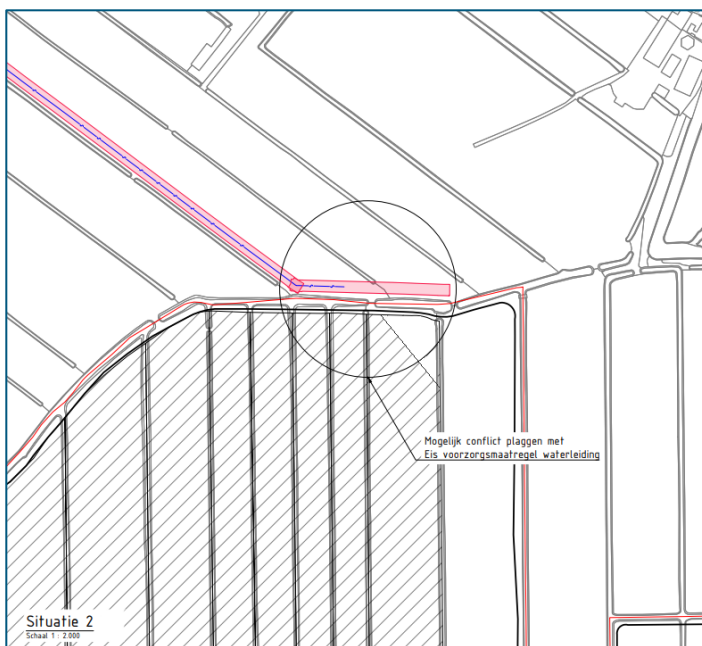 Mogelijk conflict plaggen met
Eis voorzorgsmaatregel waterleiding
Situatie 2
Schaal 1 : 2.000